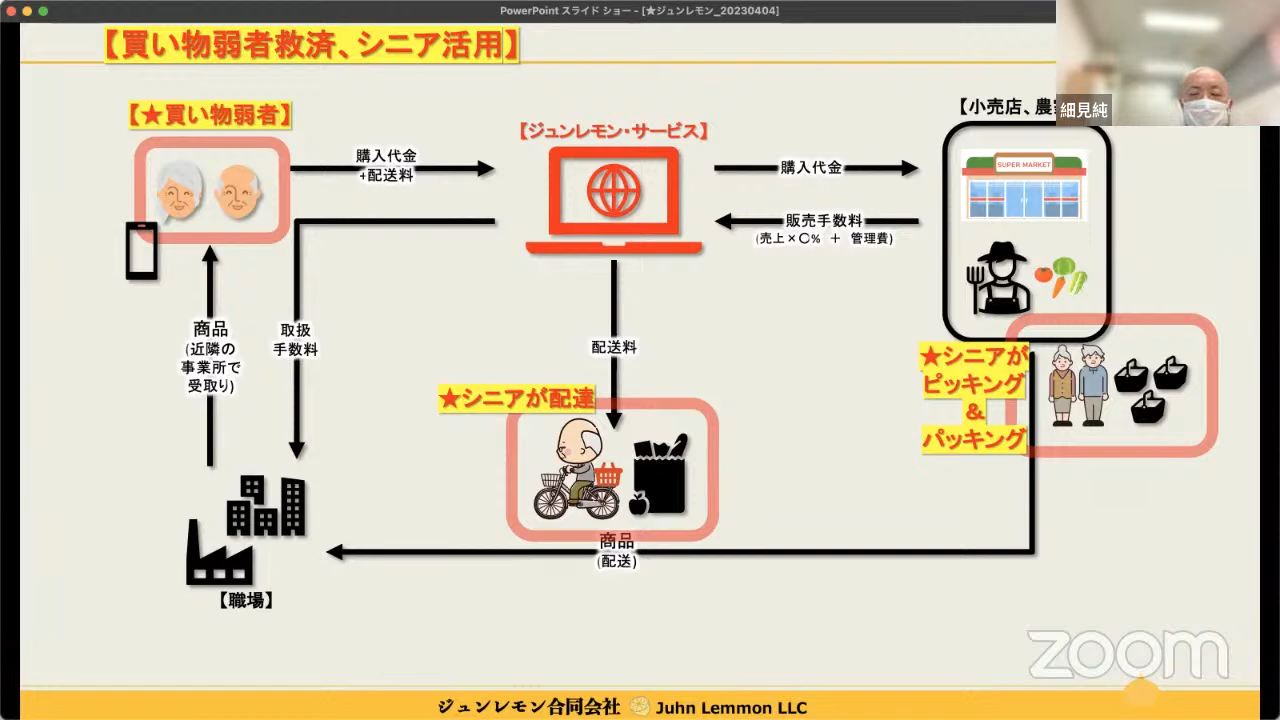 PowerPoint スライド ショー - [★ジュンレモン_20230404]
【買い物弱者救済、シニア活用】
【★買い物弱者】
【ジュンレモン・サービス】
【小売店、農
細見純
購入代金
+配送料
購入代金
販売手数料
(売上×〇% + 管理費)
SUPER MARKET
商品
(近隣の
事業所で
受取り)
取扱
手数料
配送料
★シニアが配達
★シニアが
ピッキング
&
パッキング
商品
(配送)
【職場】
zoom
ジュンレモン合同会社 Juhn Lemmon LLC